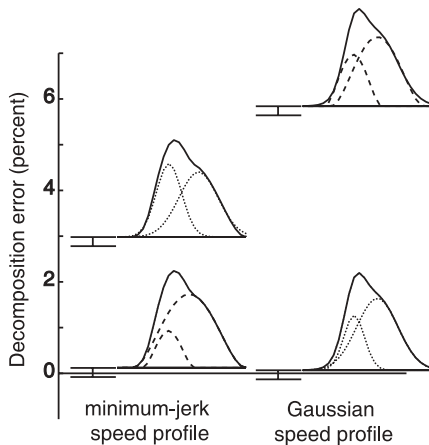 Decomposition error (percent)
6
4
2
0
minimum-jerk
speed profile
Gaussian
speed profile